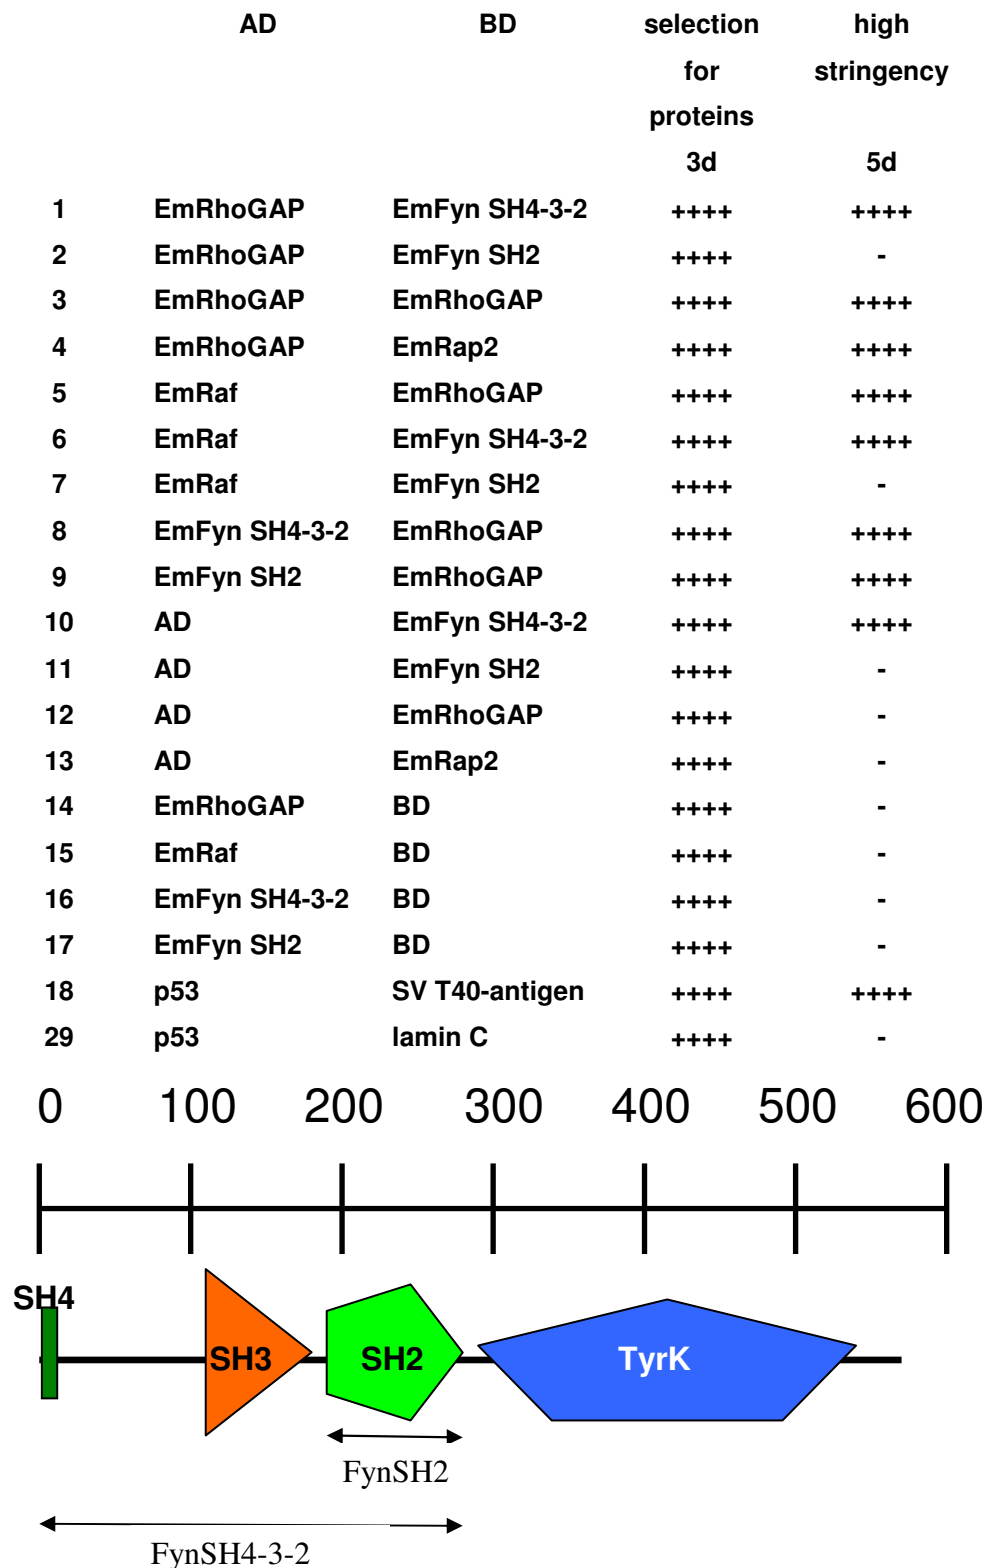 AD BD selection high
for stringency
proteins
3d 5d
1 EmRhoGAP EmFyn SH4-3-2 ++++ ++++
2 EmRhoGAP EmFyn SH2 ++++ -
3 EmRhoGAP EmRhoGAP ++++ ++++
4 EmRhoGAP EmRap2 ++++ ++++
5 EmRaf EmRhoGAP ++++ ++++
6 EmRaf EmFyn SH4-3-2 ++++ ++++
7 EmRaf EmFyn SH2 ++++ -
8 EmFyn SH4-3-2 EmRhoGAP ++++ ++++
9 EmFyn SH2 EmRhoGAP ++++ ++++
10 AD EmFyn SH4-3-2 ++++ ++++
11 AD EmFyn SH2 ++++ -
12 AD EmRhoGAP ++++ -
13 AD EmRap2 ++++ -
14 EmRhoGAP BD ++++ -
15 EmRaf BD ++++ -
16 EmFyn SH4-3-2 BD ++++ -
17 EmFyn SH2 BD ++++ -
18 p53 SV T40-antigen ++++ ++++
29 p53 lamin C ++++ -
0 100 200 300 400 500 600
SH4
SH3 SH2 TyrK
FynSH2
FynSH4-3-2